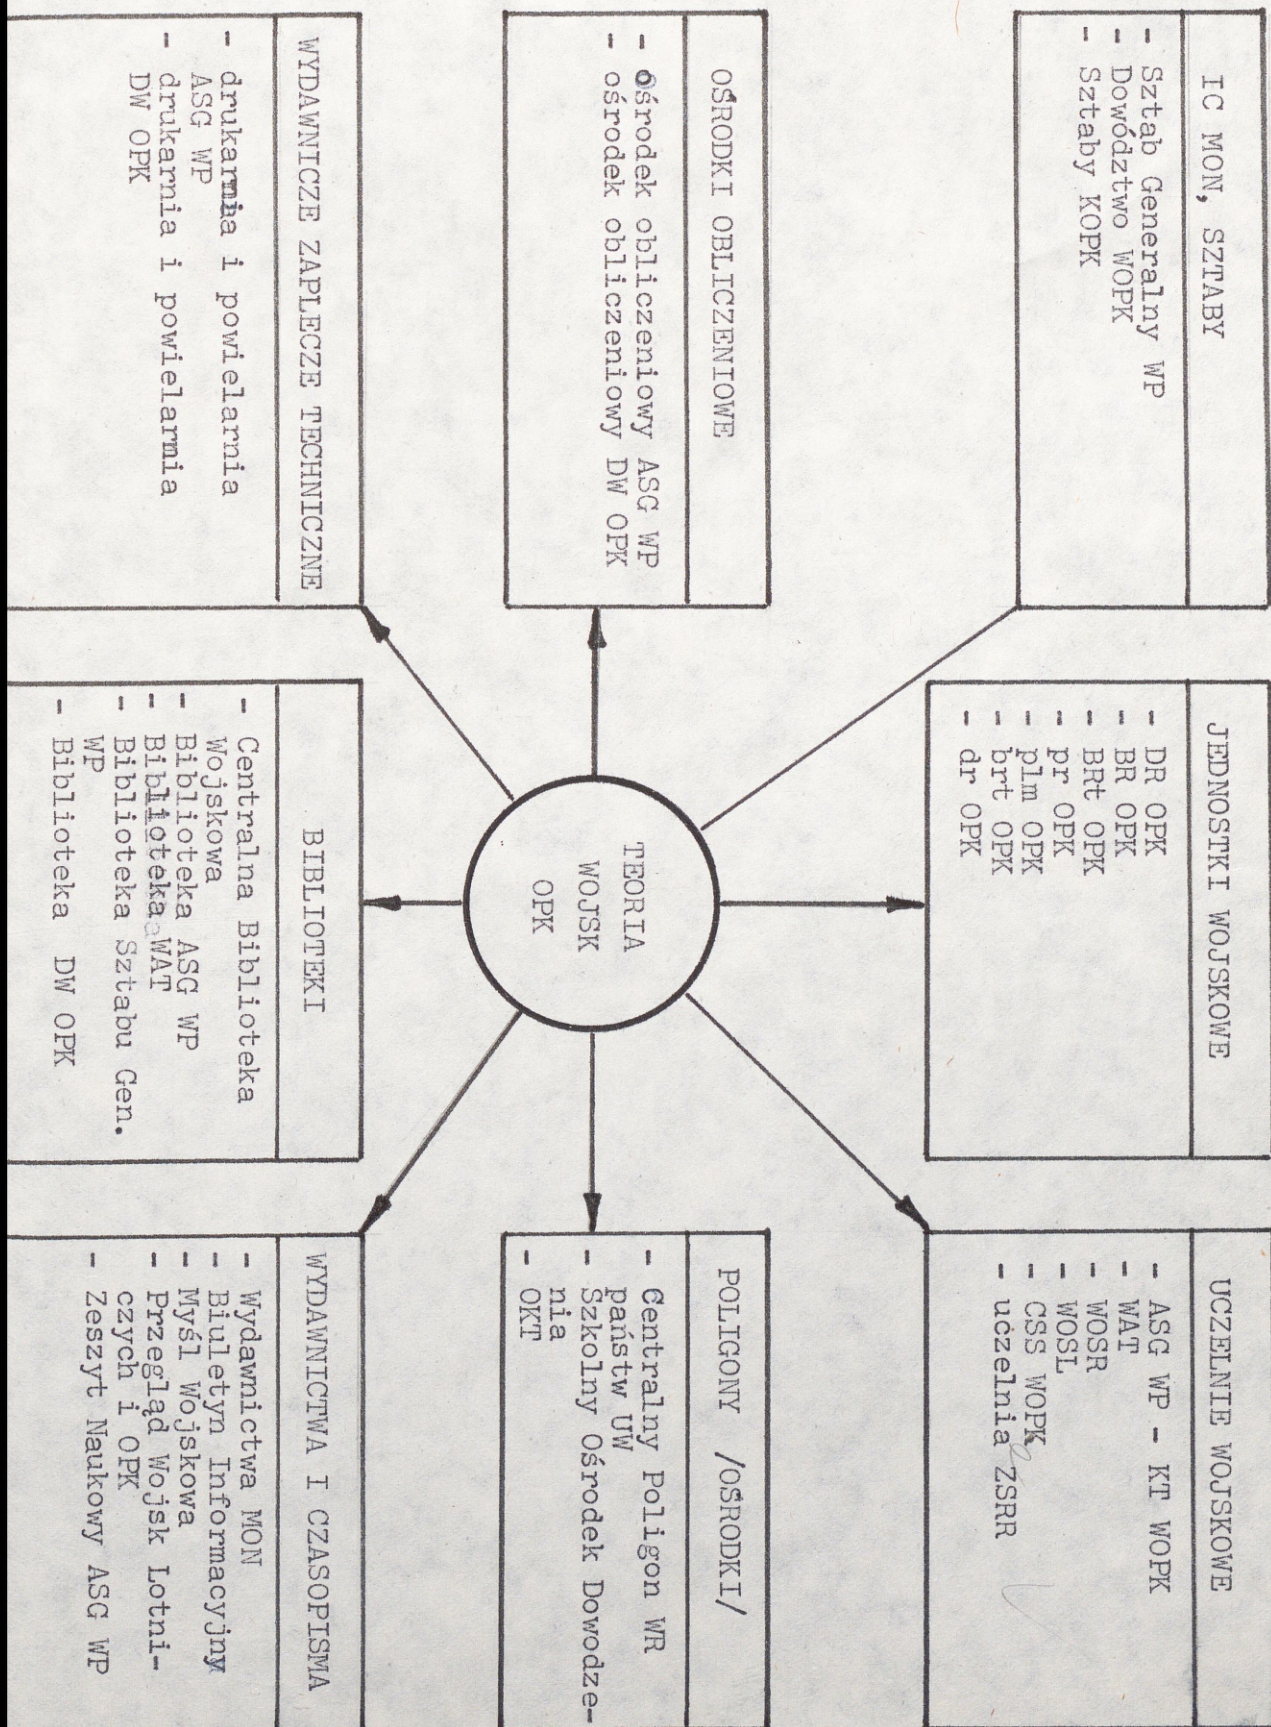 IC MON, SZTABY
- Sztab Generalny WP
- Dowództwo WOPK
- Sztaby KOPK
JEDNOSTKI WOJSKOWE
- DR OPK
- BR OPK
- BRt OPK
- pr OPK
- plm OPK
- brt OPK
- dr OPK
UCZELNIE WOJSKOWE
- ASG WP - KT WOPK
- WAT
- WOSR
- WOSL
- CSS WOPK
- uczelnia ZSRR
OŚRODKI OBLICZENIOWE
- ośrodek obliczeniowy ASG WP
- ośrodek obliczeniowy DW OPK
TEORIA
WOJSK
OPK
POLIGONY /OŚRODKI/
- Centralny Poligon WR
państw UW
- Szkolny Ośrodek Dowodze-
nia
- OKT
WYDAWNICZE ZAPLECZE TECHNICZNE
- drukarnia i powielarnia
ASG WP
- drukarnia i powielarmia
DW OPK
BIBLIOTEKI
- Centralna Biblioteka
Wojskowa
- Biblioteka ASG WP
- Biblioteka WAT
- Biblioteka Sztabu Gen.
WP
- Biblioteka DW OPK
WYDAWNICTWA I CZASOPISMA
- Wydawnictwa MON
- Biuletyn Informacyjny
- Myśl Wojskowa
- Przegląd Wojsk Lotni-
czych i OPK
- Zeszyt Naukowy ASG WP